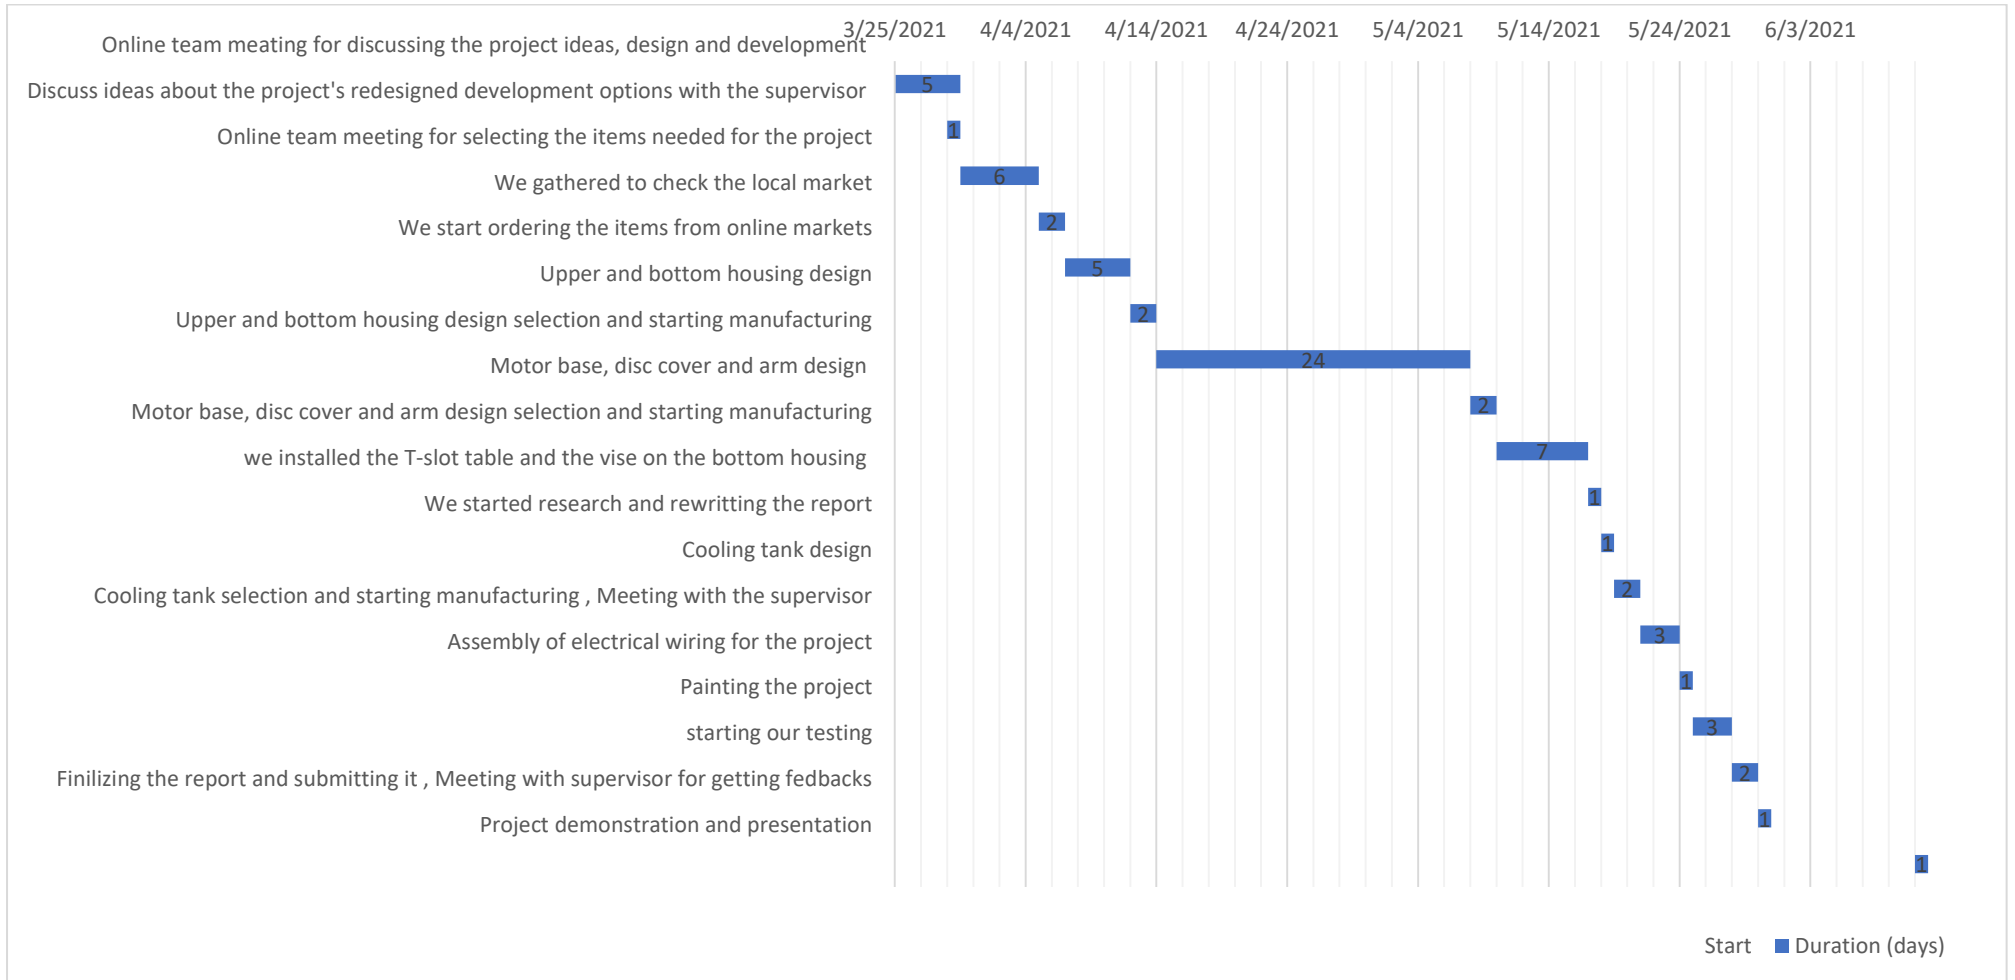 3/25/2021 4/4/2021 4/14/2021 4/24/2021 5/4/2021 5/14/2021 5/24/2021 6/3/2021
Online team meating for discussing the project ideas, design and development
5
Discuss ideas about the project's redesigned development options with the supervisor
1
Online team meeting for selecting the items needed for the project
6
We gathered to check the local market
2
We start ordering the items from online markets
5
Upper and bottom housing design
2
Upper and bottom housing design selection and starting manufacturing
24
Motor base, disc cover and arm design
2
Motor base, disc cover and arm design selection and starting manufacturing
7
we installed the T-slot table and the vise on the bottom housing
1
We started research and rewritting the report
1
Cooling tank design
2
Cooling tank selection and starting manufacturing , Meeting with the supervisor
3
Assembly of electrical wiring for the project
1
Painting the project
3
starting our testing
2
Finilizing the report and submitting it , Meeting with supervisor for getting fedbacks
1
Project demonstration and presentation
1
Start Duration (days)